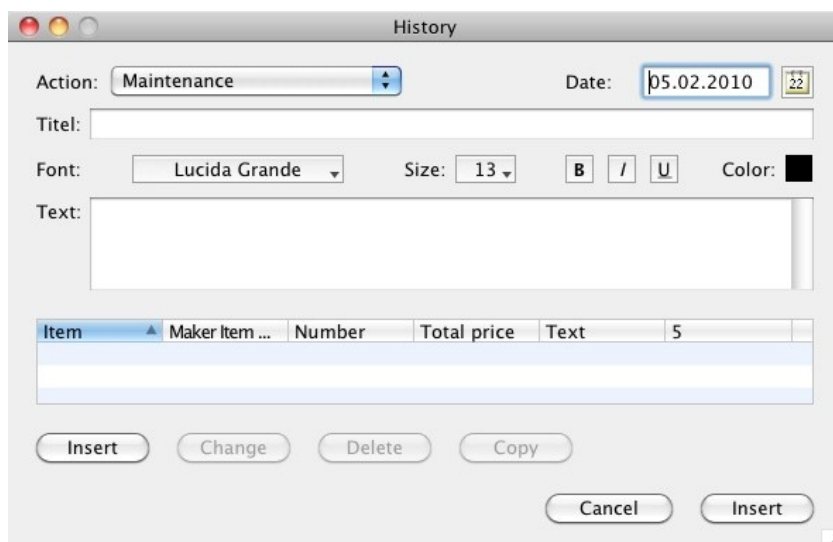 History
Action: Maintenance Date: 05.02.2010 22
Titel:
Font: Lucida Grande Size: 13 B I U Color:
Text:
Item Maker Item ... Number Total price Text 5
Insert Change Delete Copy
Cancel Insert